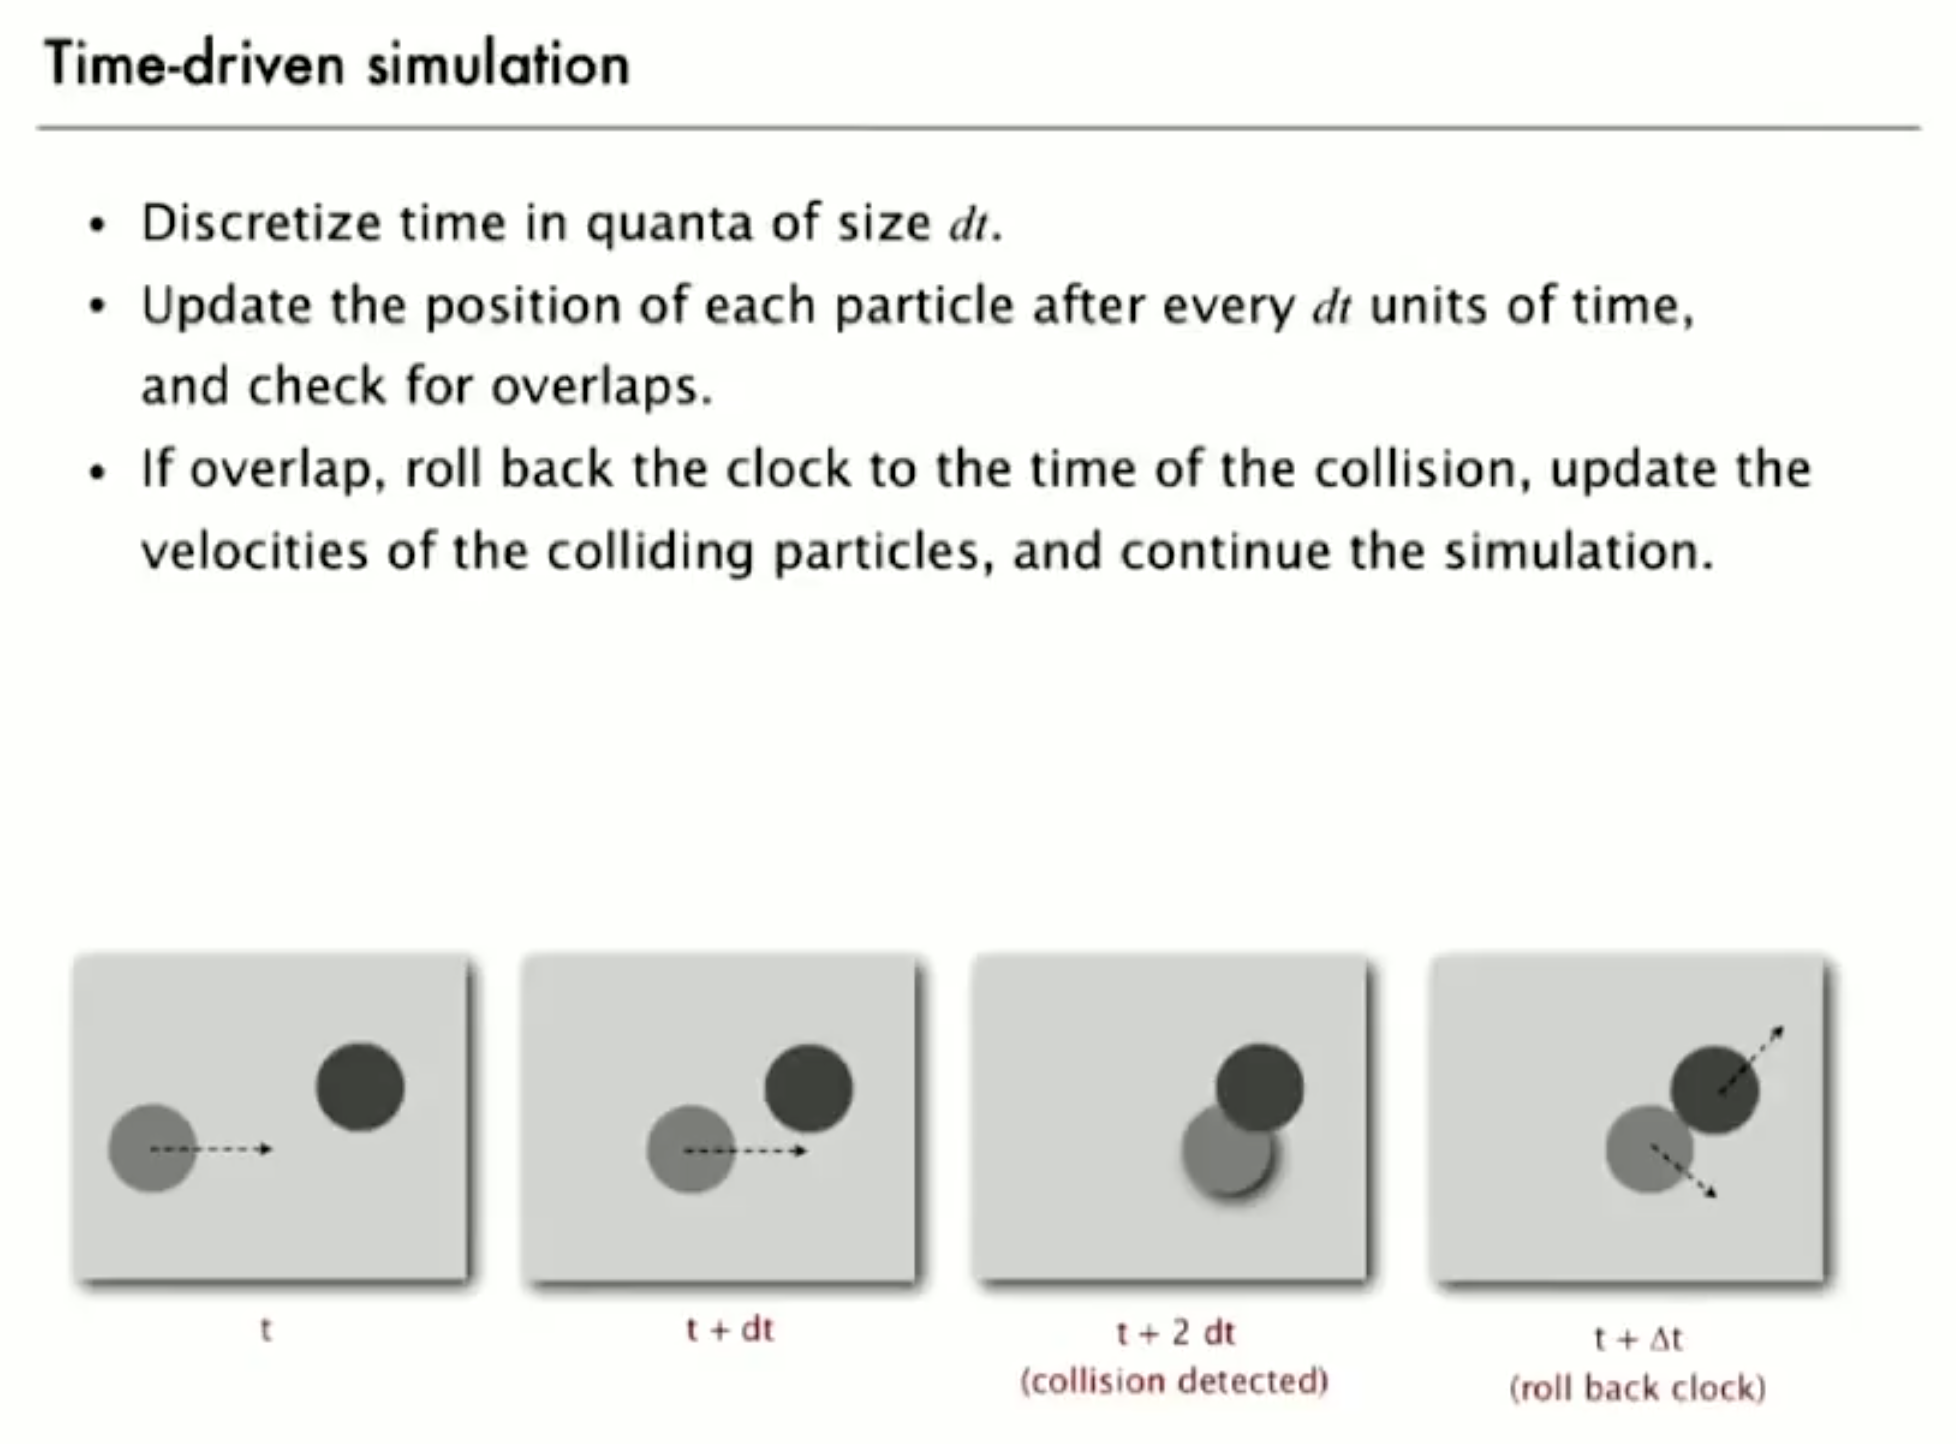 Time-driven simulation
• Discretize time in quanta of size dt.
• Update the position of each particle after every dt units of time,
and check for overlaps.
• If overlap, roll back the clock to the time of the collision, update the
velocities of the colliding particles, and continue the simulation.
t
t + dt
t + 2 dt
(collision detected)
t + Δt
(roll back clock)